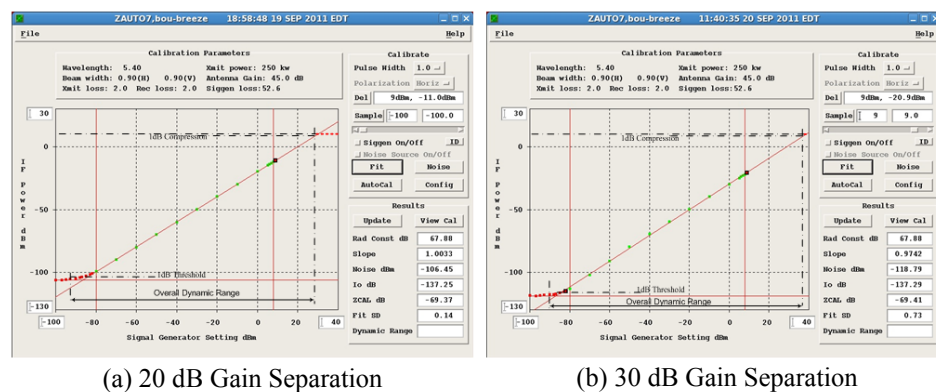 ZAUTO7,bou-breeze 18:58:48 19 SEP 2011 EDT
File Help
Calibration Parameters
Wavelength: 5.40 Xmit power: 250 kw
Beam width: 0.90(H) 0.90(V) Antenna Gain: 45.0 dB
Xmit loss: 2.0 Rec loss: 2.0 Siggen loss:52.6
30
0
-50
-100
-130
IF Power dBm
1dB Compression
1dB Threshold
Overall Dynamic Range
-100 -80 -60 -40 -20 0 20 40
Signal Generator Setting dBm
Calibrate
Pulse Width 1.0
Polarization Horiz
Del 9dBm, -11.0dBm
Sample -100 -100.0
Siggen On/Off ID
Noise Source On/Off
Fit Noise
AutoCal Config
Results
Update View Cal
Rad Const dB 67.88
Slope 1.0033
Noise dBm -106.45
Io dB -137.25
ZCAL dB -69.37
Fit SD 0.14
Dynamic Range
(a) 20 dB Gain Separation
ZAUTO7,bou-breeze 11:40:35 20 SEP 2011 EDT
File Help
Calibration Parameters
Wavelength: 5.40 Xmit power: 250 kw
Beam width: 0.90(H) 0.90(V) Antenna Gain: 45.0 dB
Xmit loss: 2.0 Rec loss: 2.0 Siggen loss:52.6
30
0
-50
-100
-130
IF Power dBm
1dB Compression
1dB Threshold
Overall Dynamic Range
-100 -80 -60 -40 -20 0 20 40
Signal Generator Setting dBm
Calibrate
Pulse Width 1.0
Polarization Horiz
Del 9dBm, -20.9dBm
Sample 9 9.0
Siggen On/Off ID
Noise Source On/Off
Fit Noise
AutoCal Config
Results
Update View Cal
Rad Const dB 67.88
Slope 0.9742
Noise dBm -118.79
Io dB -137.29
ZCAL dB -69.41
Fit SD 0.73
Dynamic Range
(b) 30 dB Gain Separation